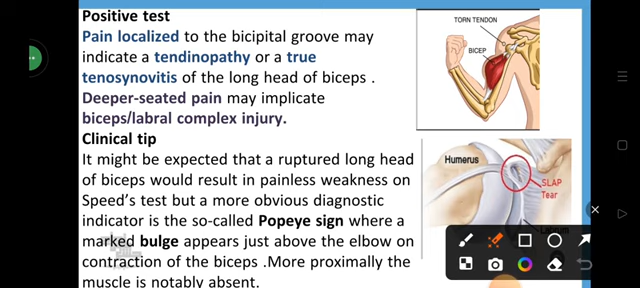 Positive test
Pain localized to the bicipital groove may
indicate a tendinopathy or a true
tenosynovitis of the long head of biceps .
Deeper-seated pain may implicate
biceps/labral complex injury.
Clinical tip
It might be expected that a ruptured long head
of biceps would result in painless weakness on
Speed's test but a more obvious diagnostic
indicator is the so-called Popeye sign where a
marked bulge appears just above the elbow on
contraction of the biceps .More proximally the
muscle is notably absent.
TORN TENDON
BICEP
Humerus
SLAP
Tear